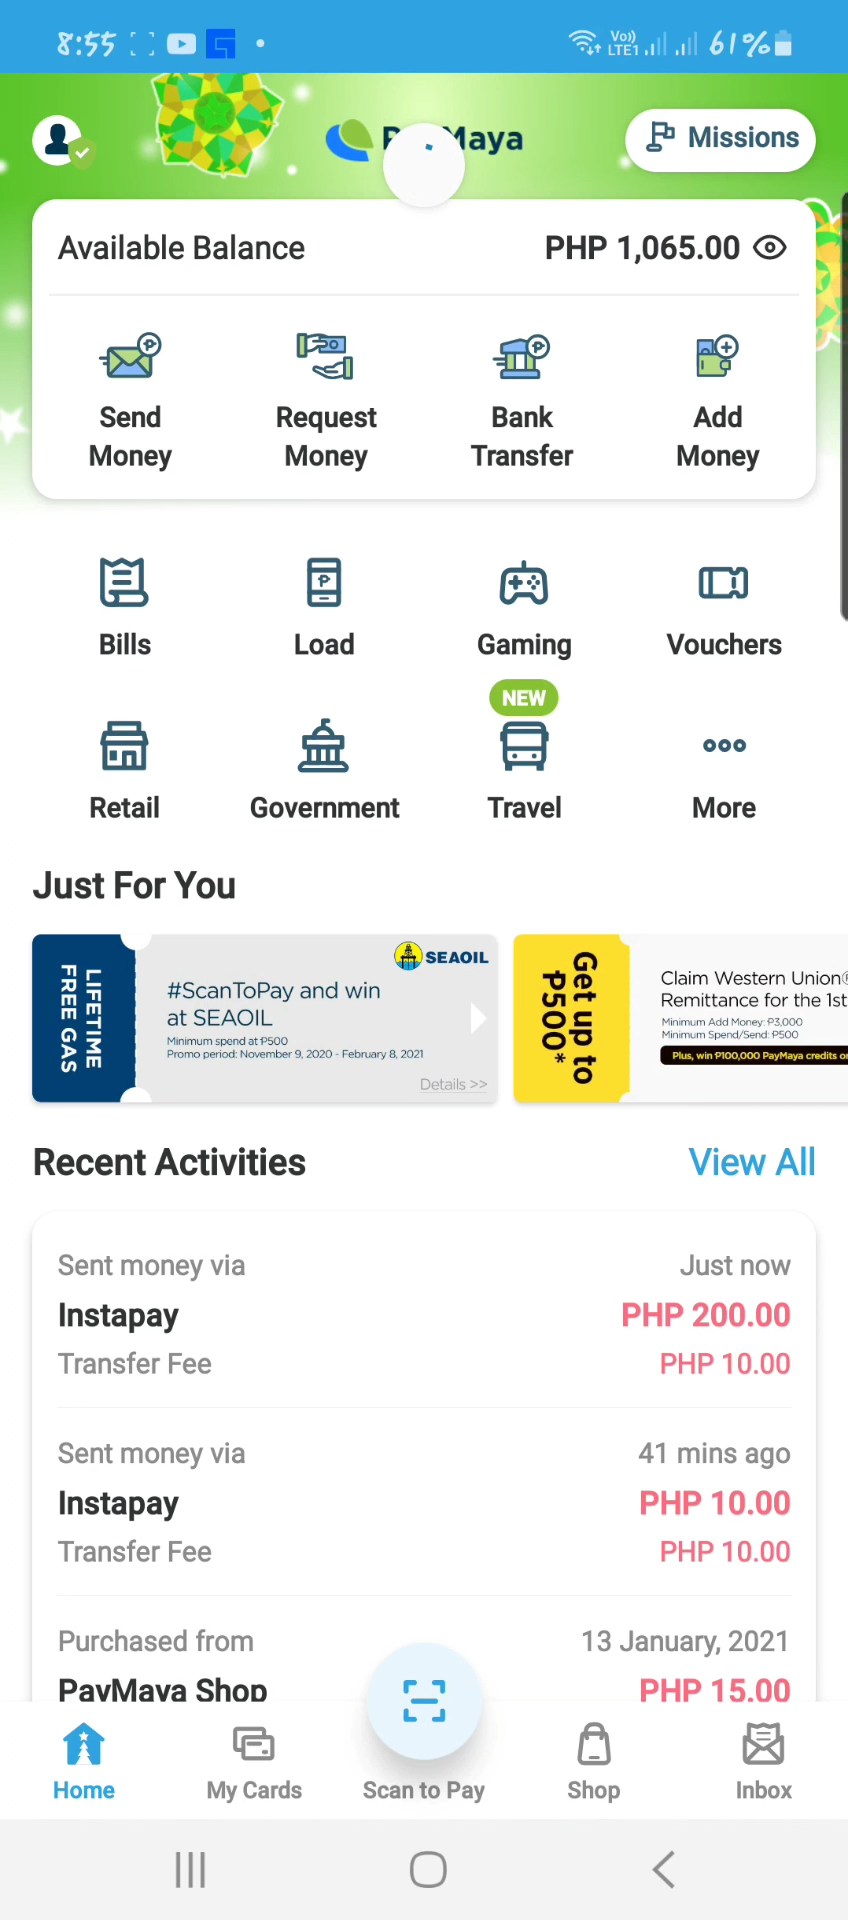 8:55
Vo))
LTE1
61%
Maya
Missions
Available Balance
PHP 1,065.00
Send Money
Request Money
Bank Transfer
Add Money
Bills
Load
Gaming
Vouchers
NEW
Retail
Government
Travel
More
Just For You
LIFETIME
FREE GAS
SEAOIL
#ScanToPay and win
at SEAOIL
Minimum spend at ₱500
Promo period: November 9, 2020 - February 8, 2021
Details >>
Get up to
₱500*
Claim Western Union®
Remittance for the 1st
Minimum Add Money: ₱3,000
Minimum Spend/Send: ₱500
Plus, win ₱100,000 PayMaya credits
Recent Activities
View All
Sent money via
Just now
Instapay
PHP 200.00
Transfer Fee
PHP 10.00
Sent money via
41 mins ago
Instapay
PHP 10.00
Transfer Fee
PHP 10.00
Purchased from
13 January, 2021
PayMaya Shop
PHP 15.00
Home
My Cards
Scan to Pay
Shop
Inbox